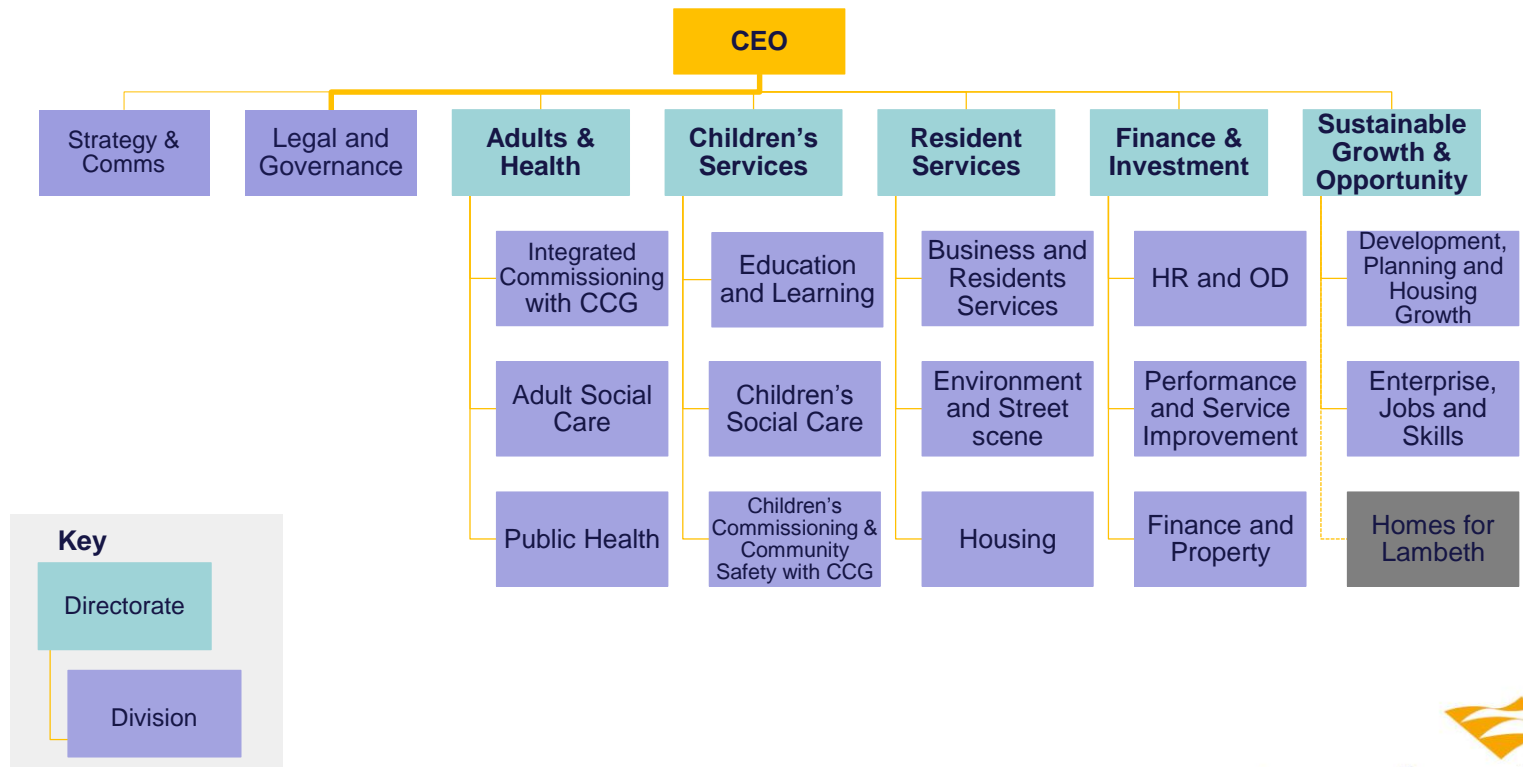 CEO
Strategy &
Comms
Legal and
Governance
Adults &
Health
Children’s
Services
Resident
Services
Finance &
Investment
Sustainable
Growth &
Opportunity
Integrated
Commissioning
with CCG
Education
and Learning
Business and
Residents
Services
HR and OD
Development,
Planning and
Housing
Growth
Adult Social
Care
Children’s
Social Care
Environment
and Street
scene
Performance
and Service
Improvement
Enterprise,
Jobs and
Skills
Public Health
Children’s
Commissioning &
Community
Safety with CCG
Housing
Finance and
Property
Homes for
Lambeth
Key
Directorate
Division